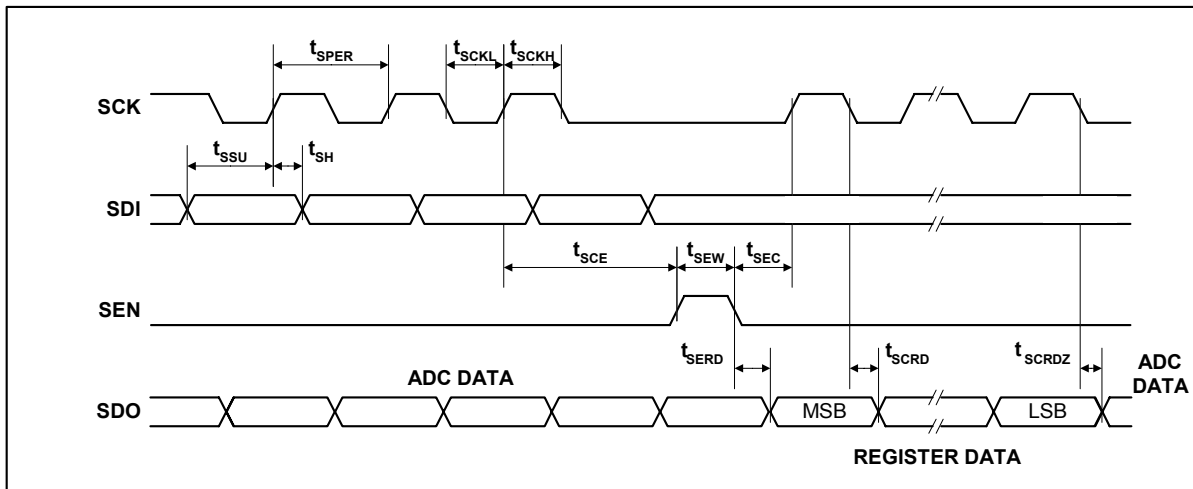 tSPER tSCKL tSCKH
SCK
tSSU tSH
SDI
tSCE tSEW tSEC
SEN
tSERD tSCRD tSCRDZ
ADC DATA
ADC
DATA
SDO
MSB LSB
REGISTER DATA